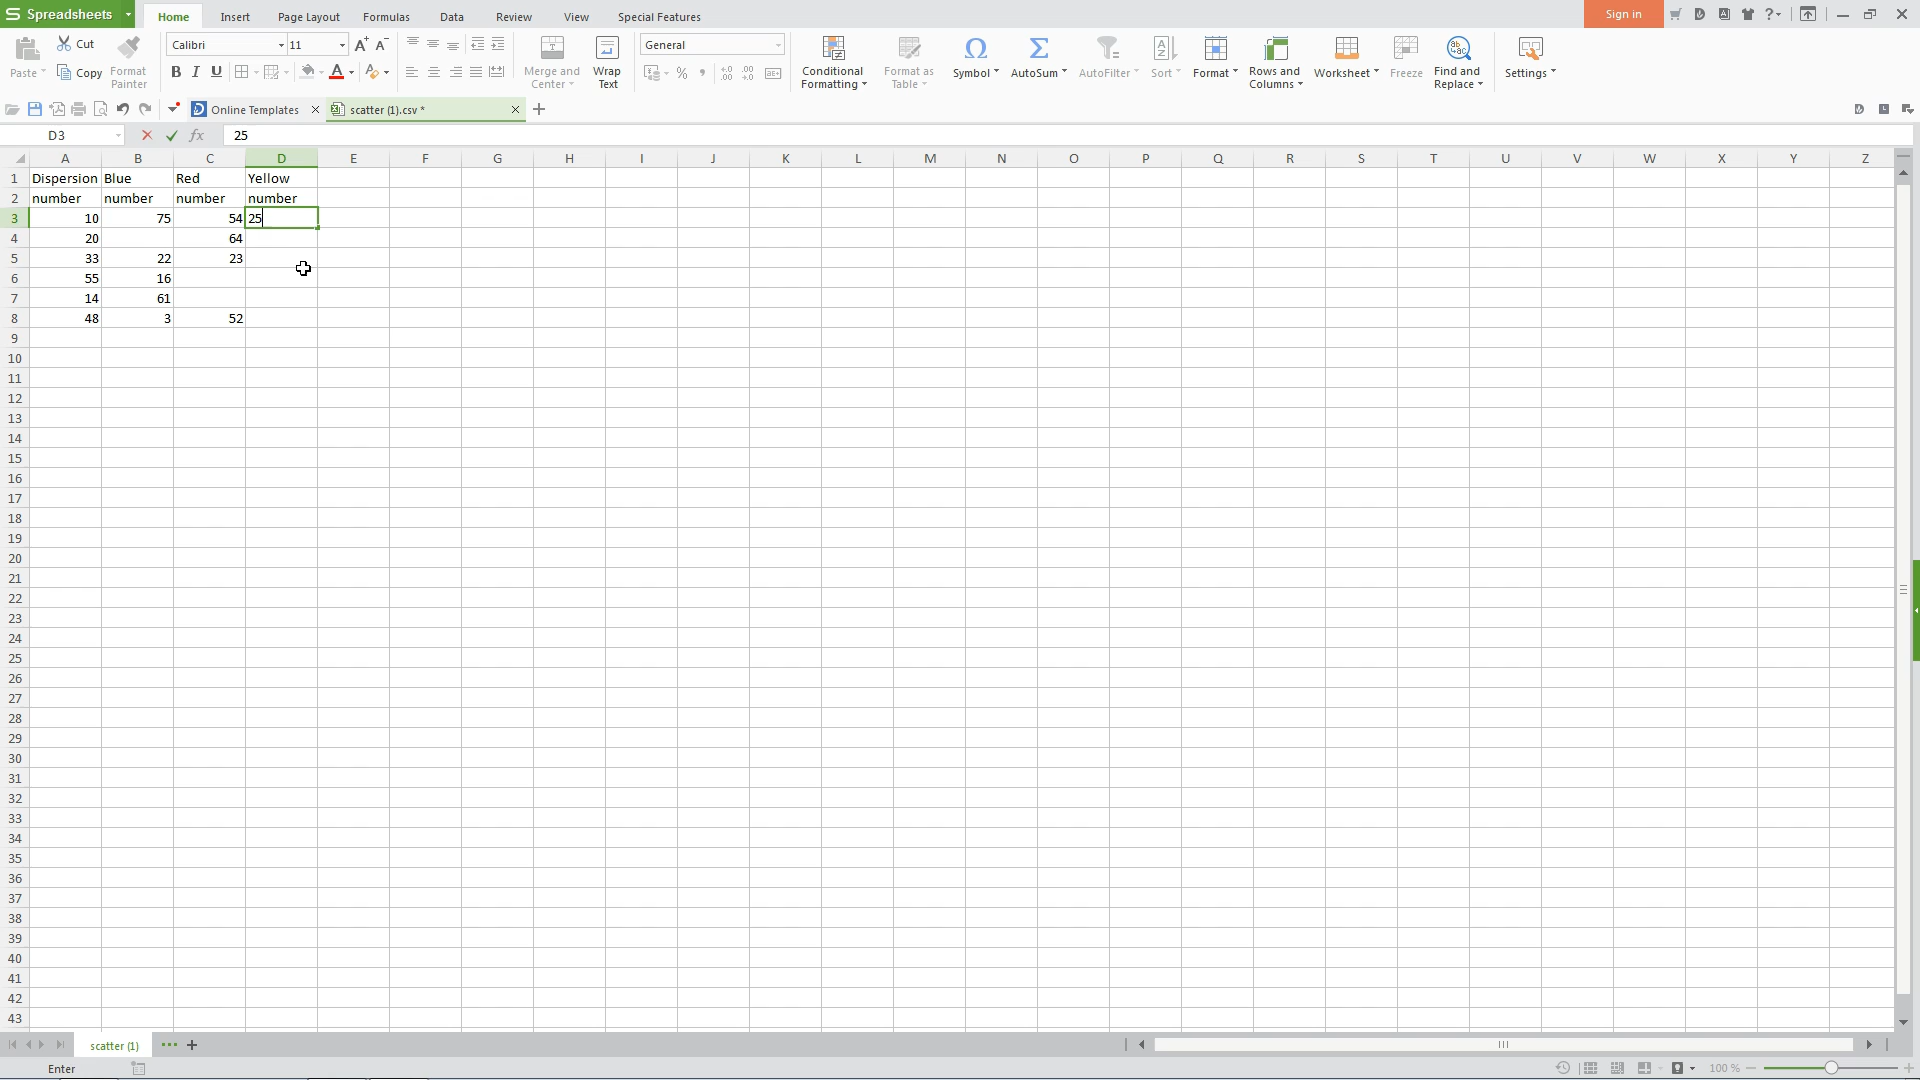 Spreadsheets Home Insert Page Layout Formulas Data Review View Special Features Sign in
Paste Cut Copy Format Painter
Calibri 11 A+ A-
B I U A
Merge and Center Wrap Text
General
Conditional Formatting Format as Table Symbol AutoSum AutoFilter Sort Format Rows and Columns Worksheet Freeze Find and Replace Settings
Online Templates scatter (1).csv *
D3 fx 25
A B C D E F G H I J K L M N O P Q R S T U V W X Y Z
1 Dispersion Blue Red Yellow
2 number number number number
3 10 75 54 25
4 20 64
5 33 22 23
6 55 16
7 14 61
8 48 3 52
9
10
11
12
13
14
15
16
17
18
19
20
21
22
23
24
25
26
27
28
29
30
31
32
33
34
35
36
37
38
39
40
41
42
43
scatter (1)
Enter 100 %